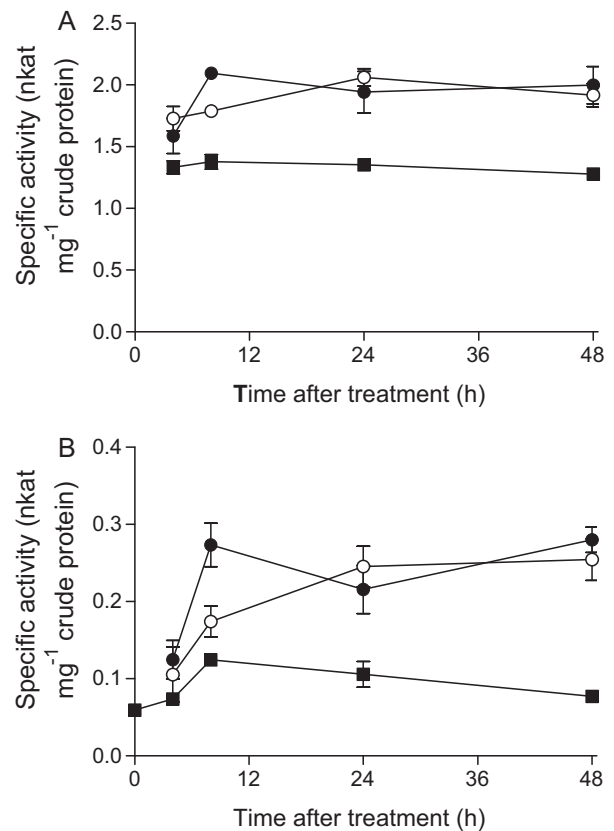 A
2.5
2.0
1.5
1.0
0.5
0.0
Specific activity (nkat
mg⁻¹ crude protein)
0 12 24 36 48
Time after treatment (h)
B
0.4
0.3
0.2
0.1
0.0
Specific activity (nkat
mg⁻¹ crude protein)
0 12 24 36 48
Time after treatment (h)